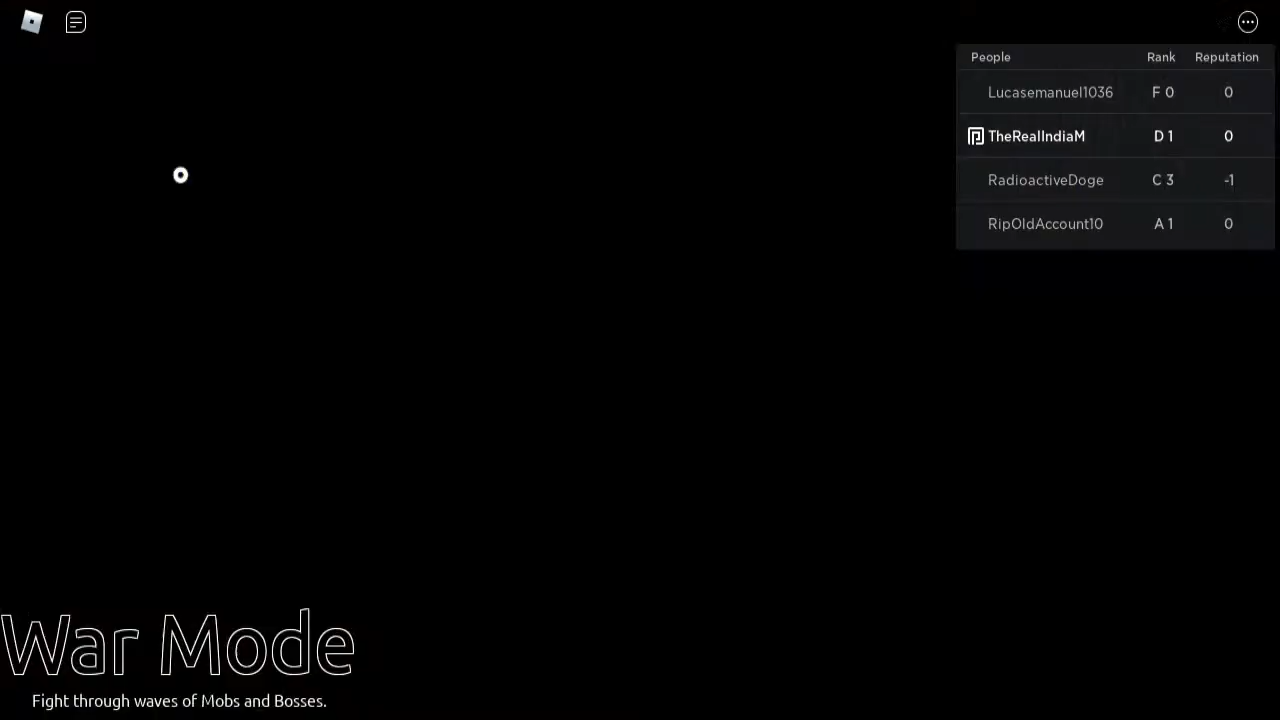 People Rank Reputation
Lucasemanuel1036 F 0 0
TheRealIndiaM D 1 0
RadioactiveDoge C 3 -1
RipOldAccount10 A 1 0
War Mode
Fight through waves of Mobs and Bosses.